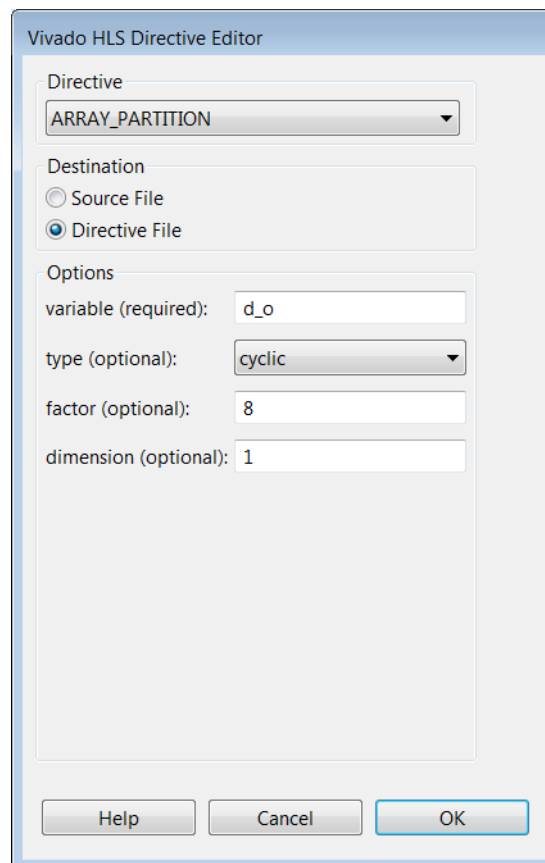 Vivado HLS Directive Editor
Directive
ARRAY_PARTITION
Destination
Source File
Directive File
Options
variable (required): d_o
type (optional): cyclic
factor (optional): 8
dimension (optional): 1
Help Cancel OK